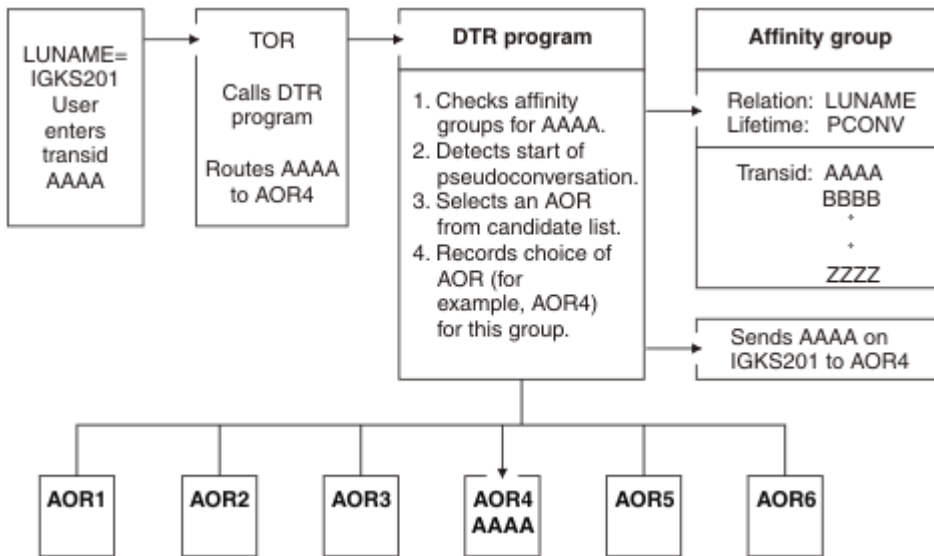 LUNAME=
IGKS201
User
enters
transid
AAAA
TOR
Calls DTR
program
Routes AAAA
to AOR4
DTR program
1. Checks affinity
groups for AAAA.
2. Detects start of
pseudoconversation.
3. Selects an AOR
from candidate list.
4. Records choice of
AOR (for
example, AOR4)
for this group.
Affinity group
Relation: LUNAME
Lifetime: PCONV
Transid: AAAA
BBBB
ZZZZ
Sends AAAA on
IGKS201 to AOR4
AOR1
AOR2
AOR3
AOR4
AAAA
AOR5
AOR6